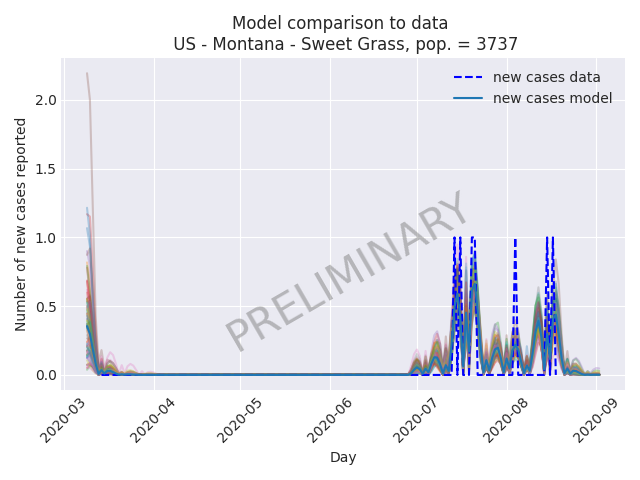 Model comparison to data
US - Montana - Sweet Grass, pop. = 3737
new cases data
new cases model
Number of new cases reported
2.0
1.5
1.0
0.5
0.0
PRELIMINARY
2020-03
2020-04
2020-05
2020-06
2020-07
2020-08
2020-09
Day